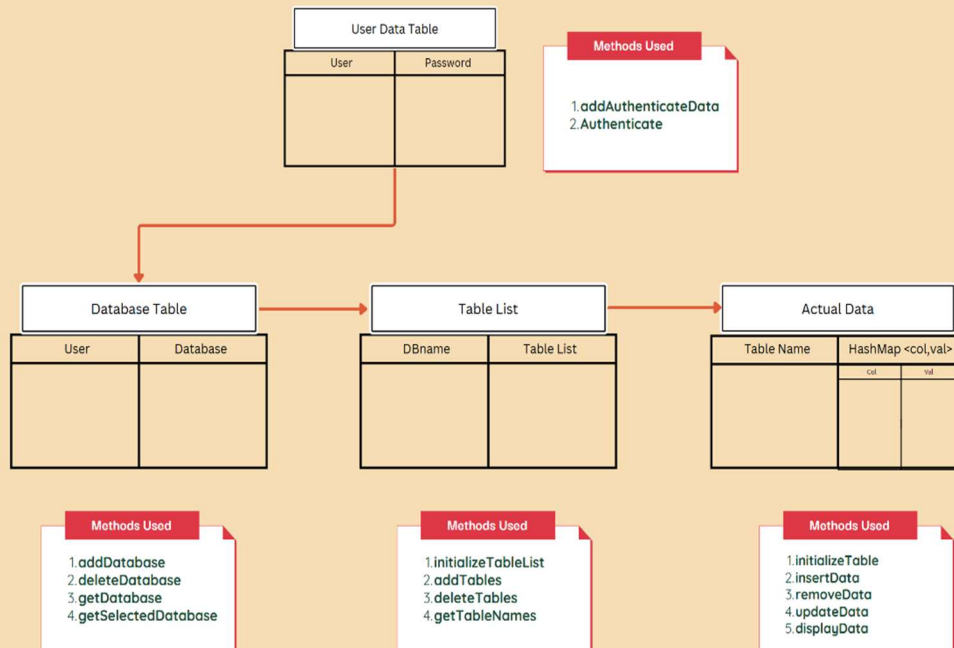 User Data Table
User
Password
Methods Used
1.addAuthenticateData
2.Authenticate
Database Table
User
Database
Table List
DBname
Table List
Actual Data
Table Name
HashMap <col,val>
Col
Val
Methods Used
1.addDatabase
2.deleteDatabase
3.getDatabase
4.getSelectedDatabase
Methods Used
1.initializeTableList
2.addTables
3.deleteTables
4.getTableNames
Methods Used
1.initializeTable
2.insertData
3.removeData
4.updateData
5.displayData